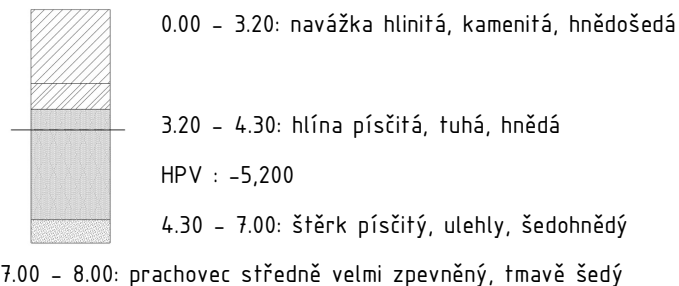 0.00 - 3.20: navážka hlinitá, kamenitá, hnědošedá
3.20 - 4.30: hlína písčitá, tuhá, hnědá
HPV : -5,200
4.30 - 7.00: štěrk písčitý, ulehly, šedohnědý
7.00 - 8.00: prachovec středně velmi zpevněný, tmavě šedý